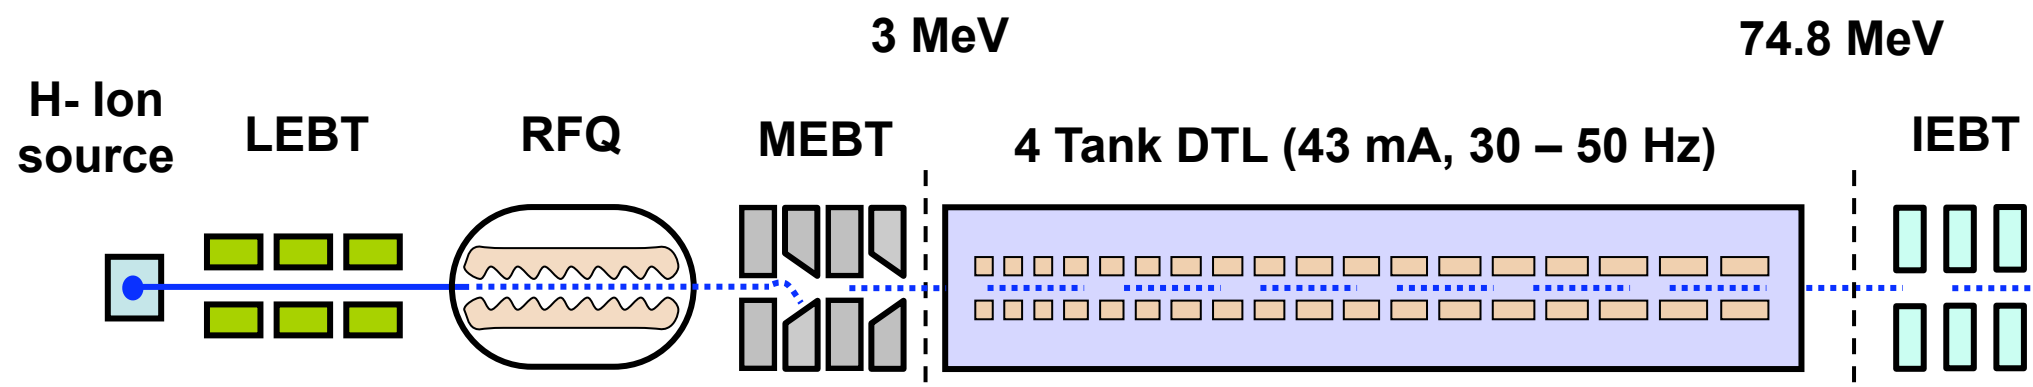 3 MeV
74.8 MeV
H- Ion
source
LEBT
RFQ
MEBT
4 Tank DTL (43 mA, 30 – 50 Hz)
IEBT